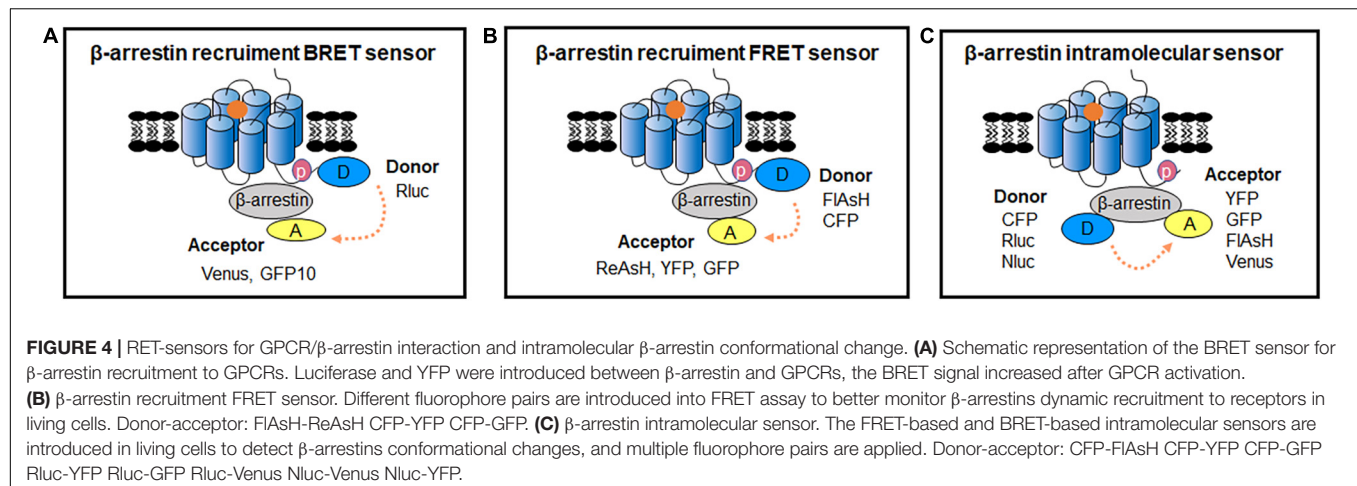 A
β-arrestin recruiment BRET sensor
p
D
Donor
Rluc
β-arrestin
A
Acceptor
Venus, GFP10
B
β-arrestin recruiment FRET sensor
p
D
Donor
FlAsH
CFP
β-arrestin
A
Acceptor
ReAsH, YFP, GFP
C
β-arrestin intramolecular sensor
p
Donor
CFP
Rluc
Nluc
D
β-arrestin
A
Acceptor
YFP
GFP
FlAsH
Venus
FIGURE 4 | RET-sensors for GPCR/β-arrestin interaction and intramolecular β-arrestin conformational change. (A) Schematic representation of the BRET sensor for
β-arrestin recruitment to GPCRs. Luciferase and YFP were introduced between β-arrestin and GPCRs, the BRET signal increased after GPCR activation.
(B) β-arrestin recruitment FRET sensor. Different fluorophore pairs are introduced into FRET assay to better monitor β-arrestins dynamic recruitment to receptors in
living cells. Donor-acceptor: FlAsH-ReAsH CFP-YFP CFP-GFP. (C) β-arrestin intramolecular sensor. The FRET-based and BRET-based intramolecular sensors are
introduced in living cells to detect β-arrestins conformational changes, and multiple fluorophore pairs are applied. Donor-acceptor: CFP-FlAsH CFP-YFP CFP-GFP
Rluc-YFP Rluc-GFP Rluc-Venus Nluc-Venus Nluc-YFP.